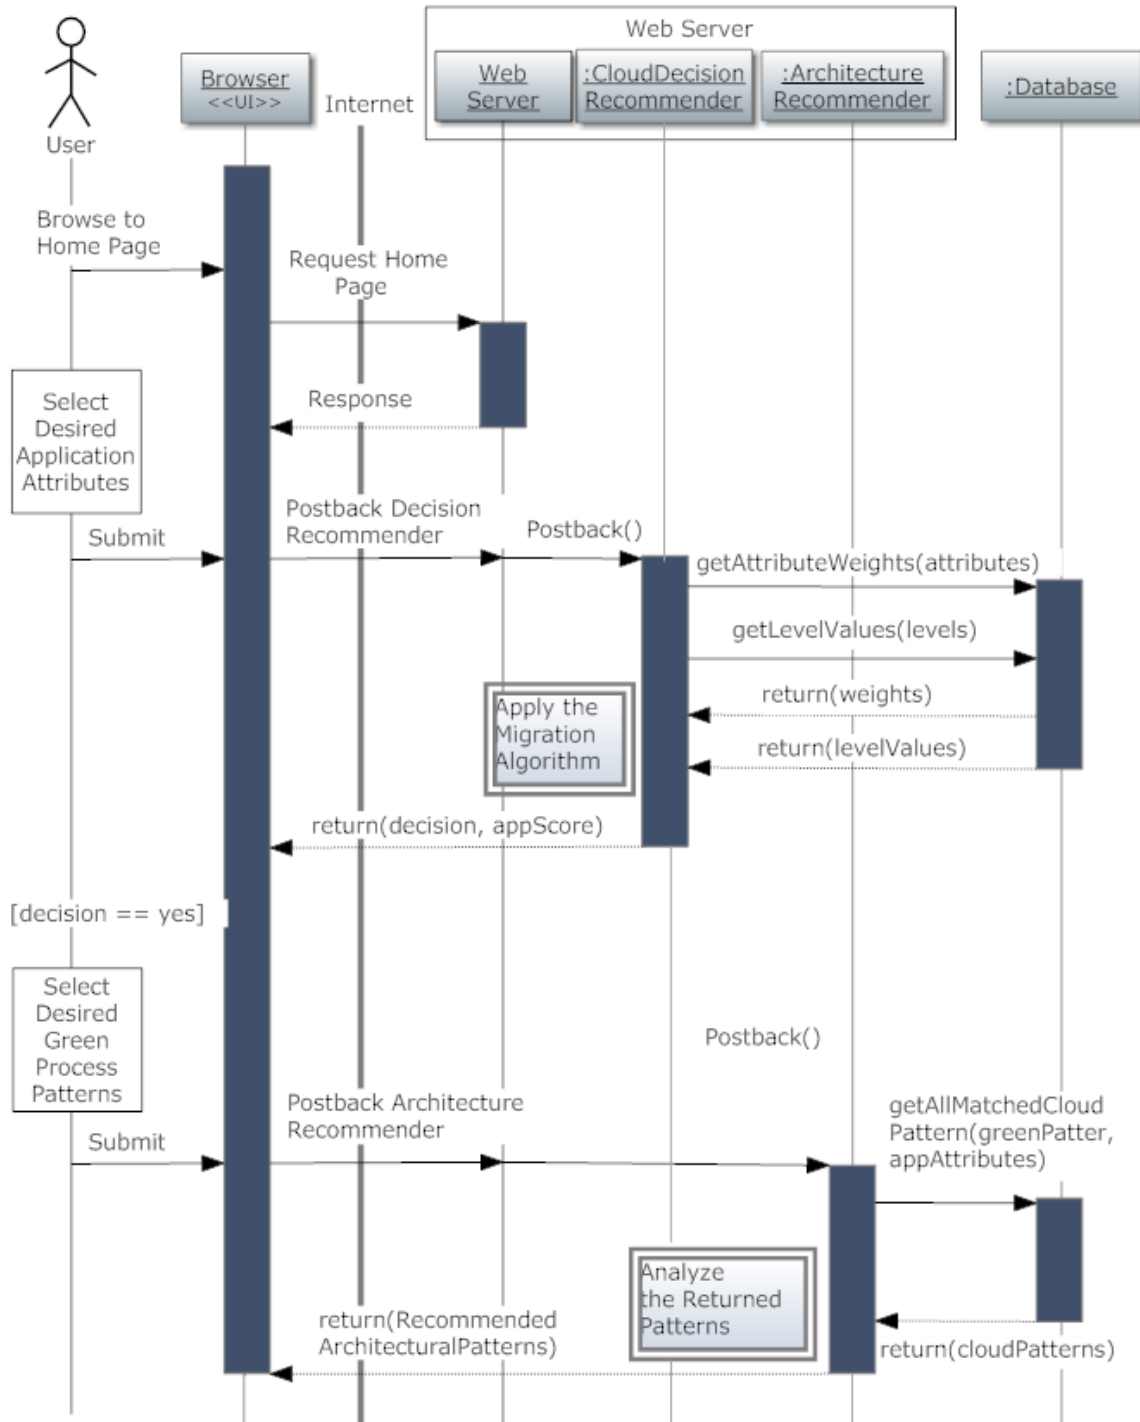 Web Server
Browser
<<UI>>
Internet
Web
Server
:CloudDecision
Recommender
:Architecture
Recommender
:Database
User
Browse to
Home Page
Request Home
Page
Response
Select
Desired
Application
Attributes
Submit
Postback Decision
Recommender
Postback()
getAttributeWeights(attributes)
getLevelValues(levels)
return(weights)
Apply the
Migration
Algorithm
return(levelValues)
return(decision, appScore)
[decision == yes]
Select
Desired
Green
Process
Patterns
Postback()
Submit
Postback Architecture
Recommender
getAllMatchedCloud
Pattern(greenPatter,
appAttributes)
Analyze
the Returned
Patterns
return(Recommended
ArchitecturalPatterns)
return(cloudPatterns)